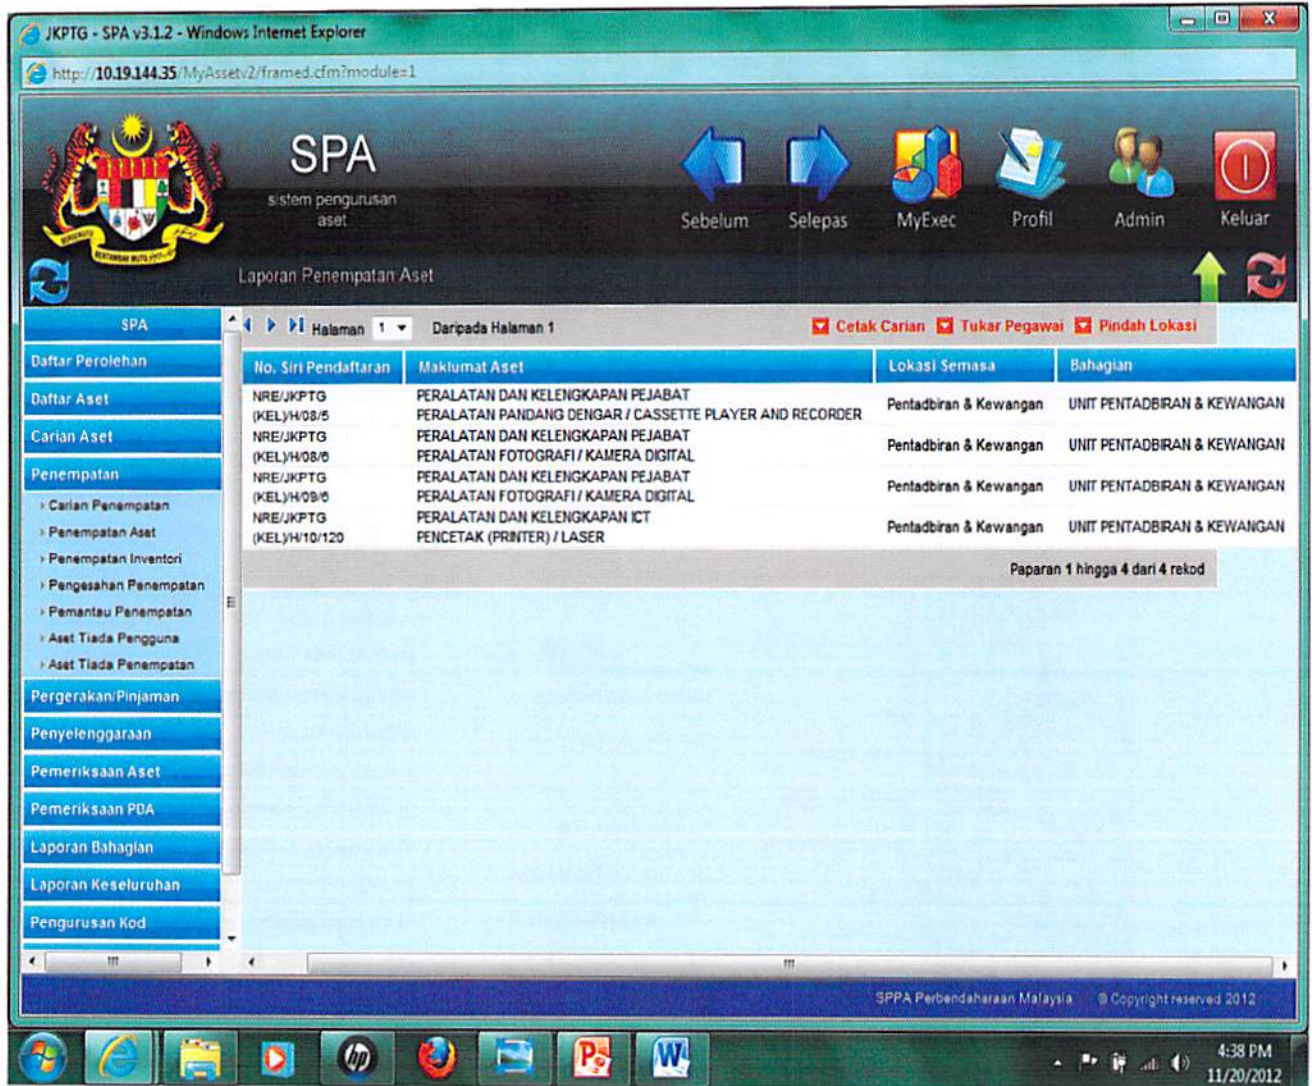 JKPTG - SPA v3.1.2 - Windows Internet Explorer
http://10.19.144.35/MyAssetv2/framed.cfm?module=1
SPA
sistem pengurusan
aset
Sebelum Selepas MyExec Profil Admin Keluar
BERSEKUTU BERTAMBAH MUTU
Laporan Penempatan Aset
SPA
Daftar Perolehan
Daftar Aset
Carian Aset
Penempatan
Carian Penempatan
Penempatan Aset
Penempatan Inventori
Pengesahan Penempatan
Pemantau Penempatan
Aset Tiada Pengguna
Aset Tiada Penempatan
Pergerakan/Pinjaman
Penyelenggaraan
Pemeriksaan Aset
Pemeriksaan PDA
Laporan Bahagian
Laporan Keseluruhan
Pengurusan Kod
Halaman 1 Daripada Halaman 1 Cetak Carian Tukar Pegawai Pindah Lokasi
No. Siri Pendaftaran Maklumat Aset Lokasi Semasa Bahagian
NRE/JKPTG PERALATAN DAN KELENGKAPAN PEJABAT
(KEL)/H/08/5 PERALATAN PANDANG DENGAR / CASSETTE PLAYER AND RECORDER Pentadbiran & Kewangan UNIT PENTADBIRAN & KEWANGAN
NRE/JKPTG PERALATAN DAN KELENGKAPAN PEJABAT
(KEL)/H/08/6 PERALATAN FOTOGRAFI / KAMERA DIGITAL Pentadbiran & Kewangan UNIT PENTADBIRAN & KEWANGAN
NRE/JKPTG PERALATAN DAN KELENGKAPAN PEJABAT
(KEL)/H/09/6 PERALATAN FOTOGRAFI / KAMERA DIGITAL Pentadbiran & Kewangan UNIT PENTADBIRAN & KEWANGAN
NRE/JKPTG PERALATAN DAN KELENGKAPAN ICT
(KEL)/H/10/120 PENCETAK (PRINTER) / LASER Pentadbiran & Kewangan UNIT PENTADBIRAN & KEWANGAN
Paparan 1 hingga 4 dari 4 rekod
SPPA Perbendaharaan Malaysia © Copyright reserved 2012
4:38 PM
11/20/2012